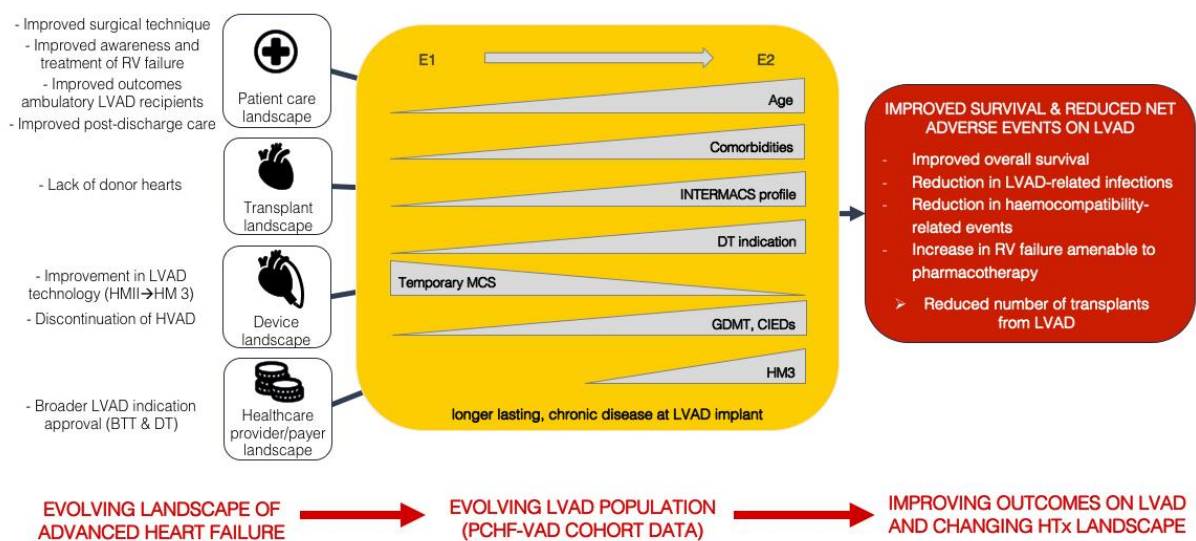 - Improved surgical technique
- Improved awareness and
treatment of RV failure
- Improved outcomes
ambulatory LVAD recipients
- Improved post-discharge care
Patient care
landscape
- Lack of donor hearts
Transplant
landscape
- Improvement in LVAD
technology (HMII→HM 3)
- Discontinuation of HVAD
Device
landscape
- Broader LVAD indication
approval (BTT & DT)
Healthcare
provider/payer
landscape
E1
E2
Age
Comorbidities
INTERMACS profile
DT indication
Temporary MCS
GDMT, CIEDs
HM3
longer lasting, chronic disease at LVAD implant
IMPROVED SURVIVAL & REDUCED NET
ADVERSE EVENTS ON LVAD
- Improved overall survival
- Reduction in LVAD-related infections
- Reduction in haemocompatibility-
related events
- Increase in RV failure amenable to
pharmacotherapy
➢ Reduced number of transplants
from LVAD
EVOLVING LANDSCAPE OF
ADVANCED HEART FAILURE
EVOLVING LVAD POPULATION
(PCHF-VAD COHORT DATA)
IMPROVING OUTCOMES ON LVAD
AND CHANGING HTx LANDSCAPE